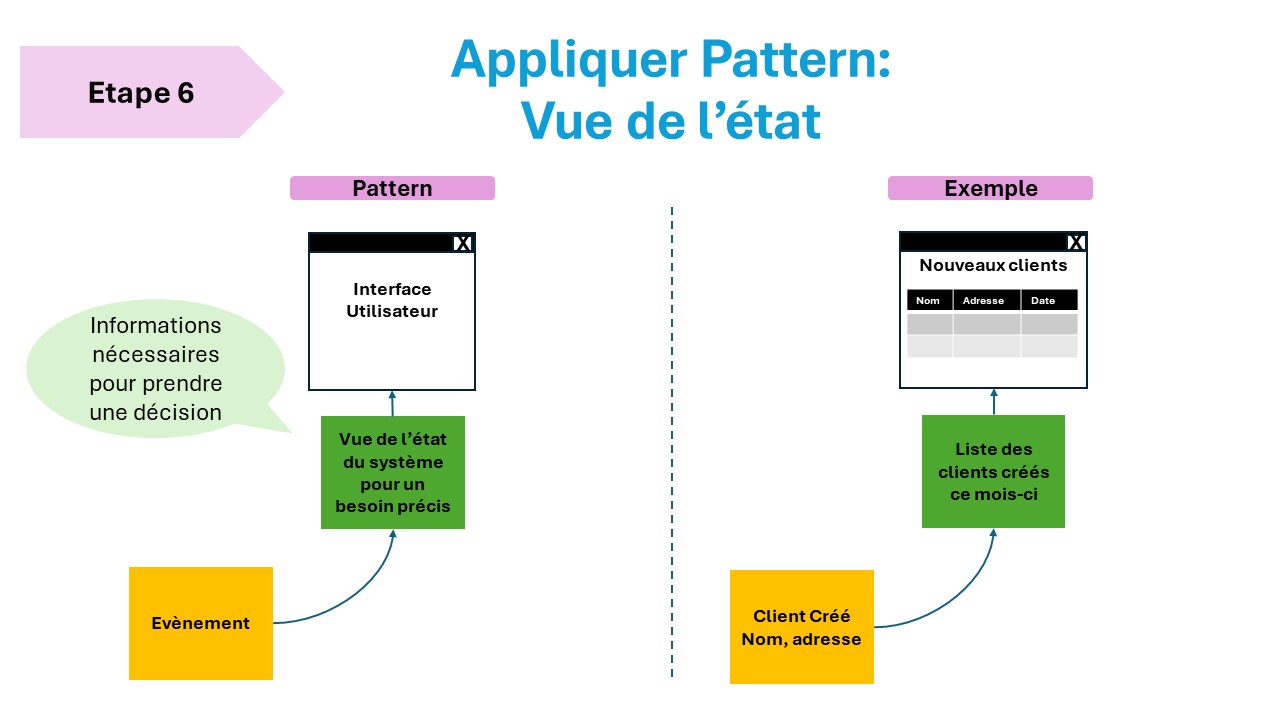 Etape 6
Appliquer Pattern:
Vue de l’état
Pattern
Exemple
X
Interface
Utilisateur
X
Nouveaux clients
Nom Adresse Date
Informations
nécessaires
pour prendre
une décision
Vue de l’état
du système
pour un
besoin précis
Liste des
clients créés
ce mois-ci
Evènement
Client Créé
Nom, adresse